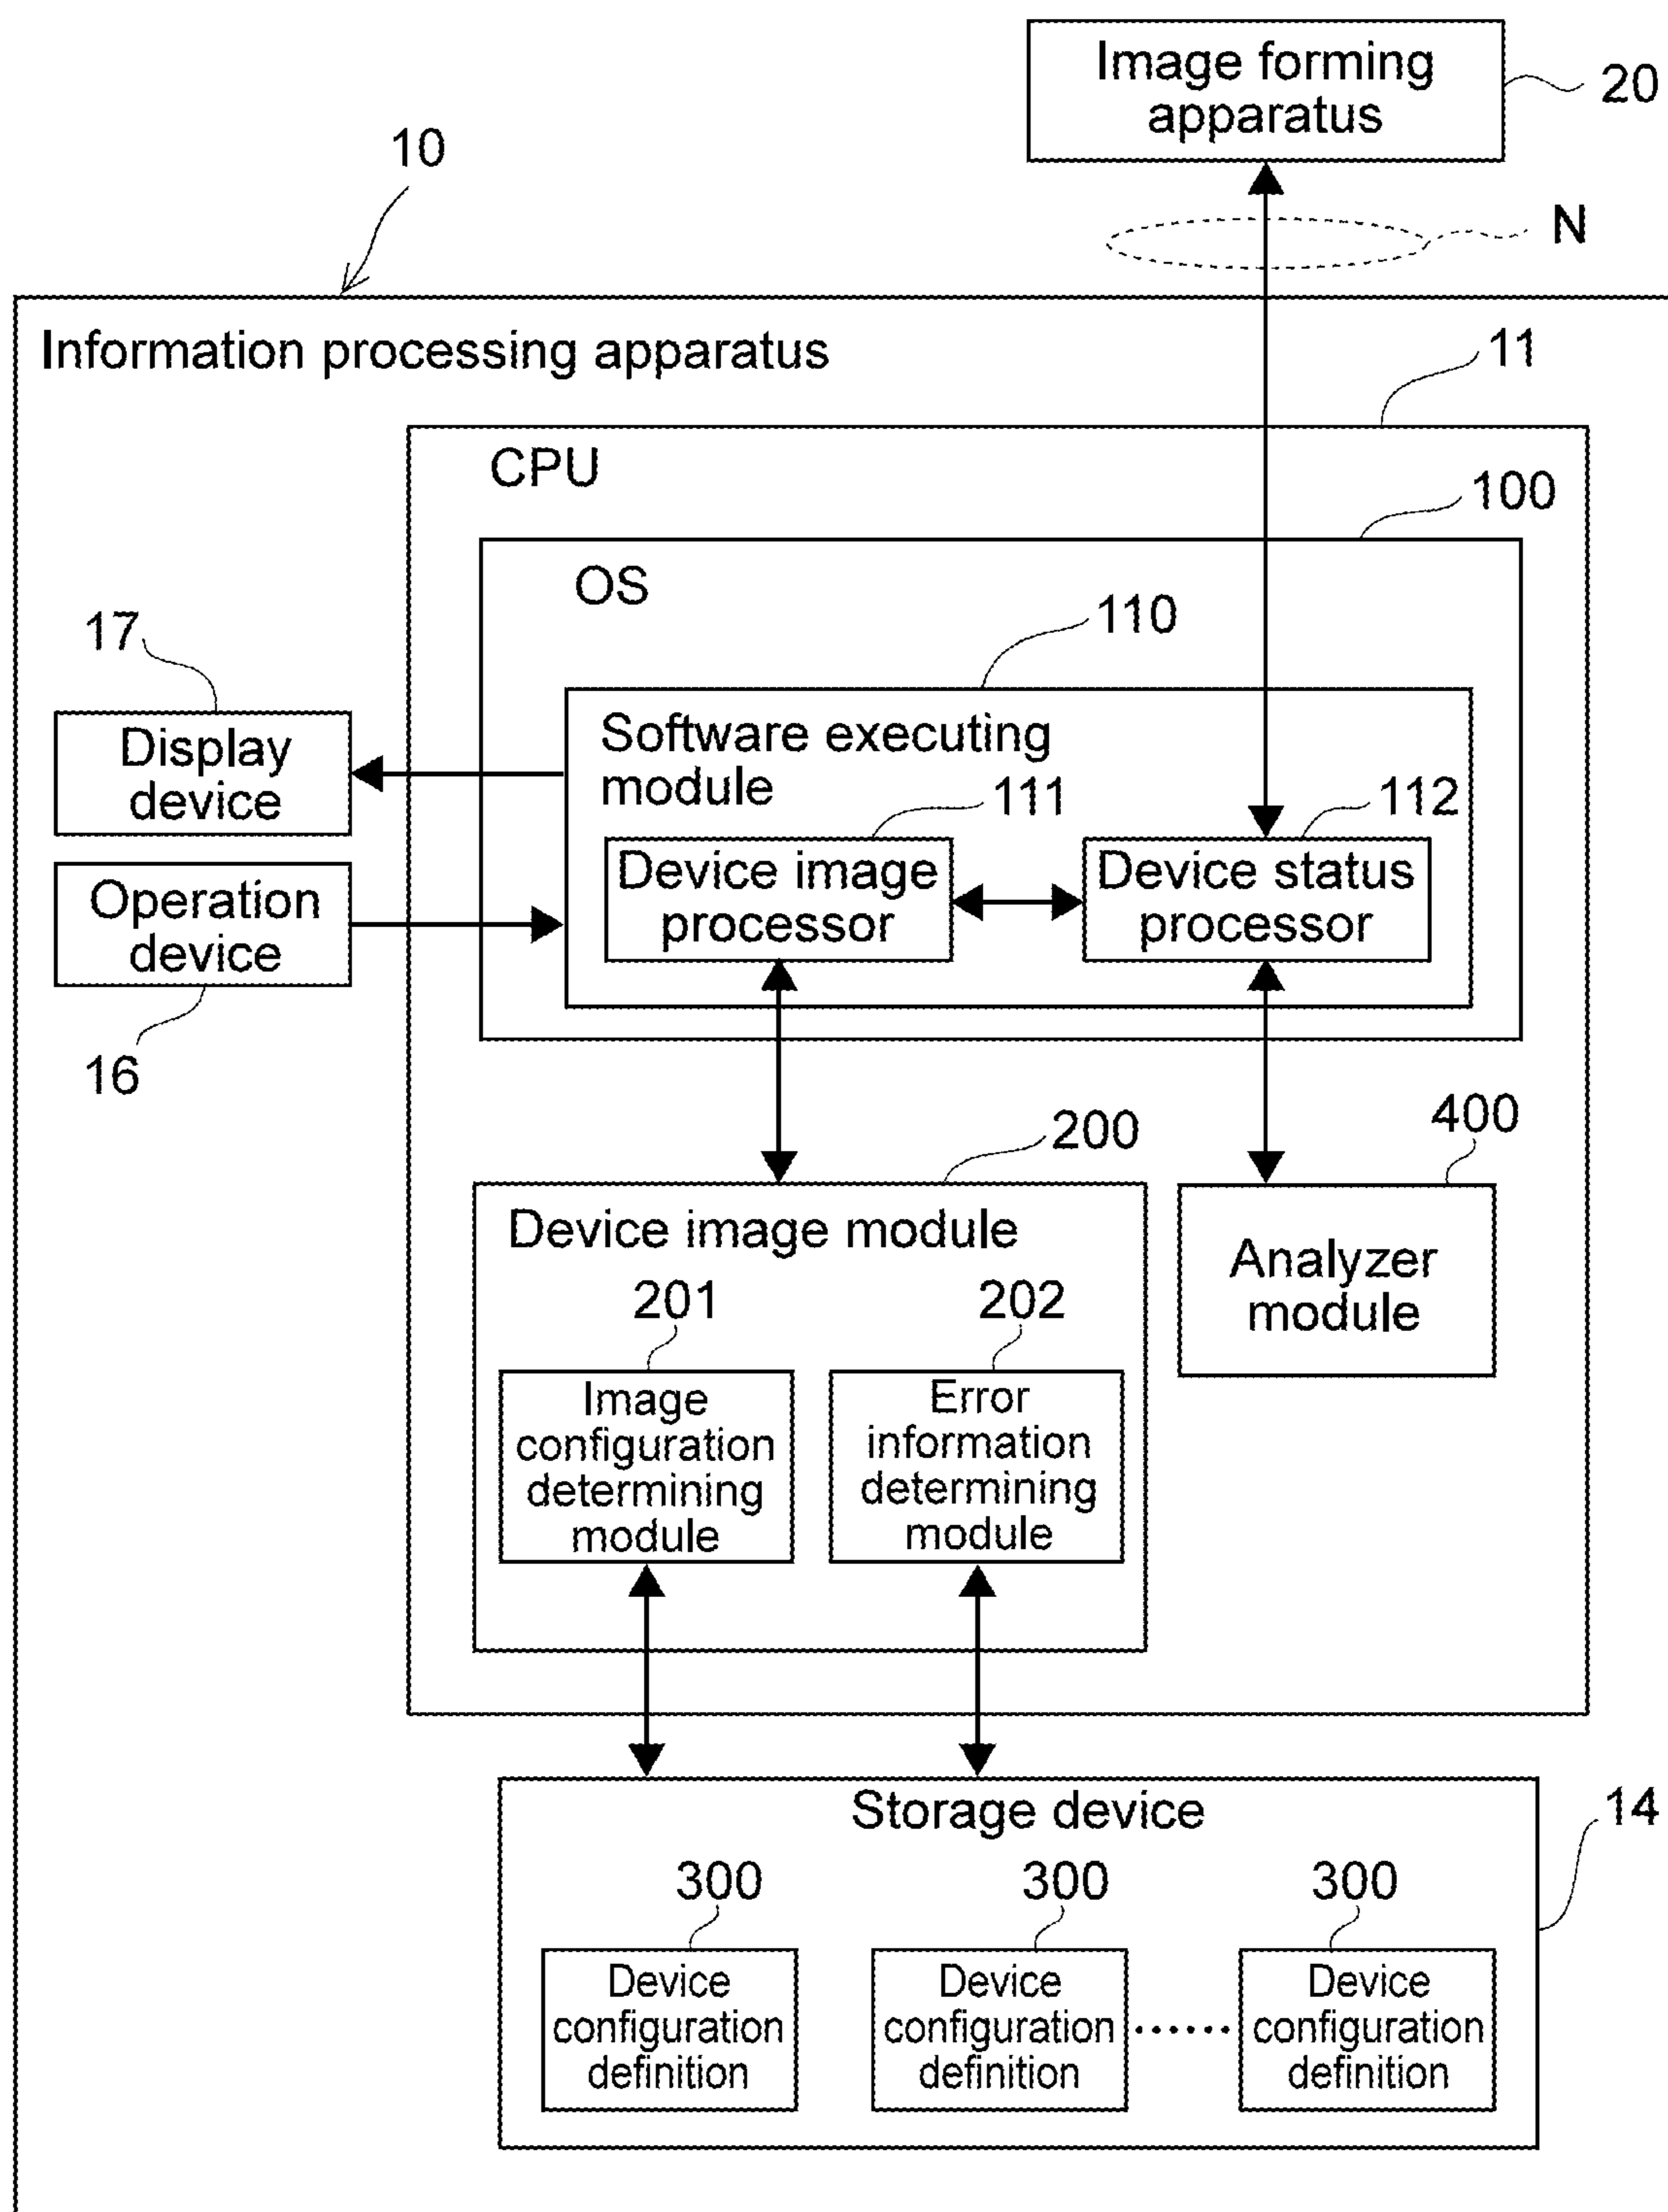 Image forming
apparatus
20
10
N
Information processing apparatus
11
CPU
100
OS
17
110
Display
device
Software executing
module
111
112
Operation
device
Device image
processor
Device status
processor
16
200
400
Device image module
Analyzer
module
201
202
Image
configuration
determining
module
Error
information
determining
module
Storage device
14
300
300
300
Device
configuration
definition
Device
configuration
definition
......
Device
configuration
definition